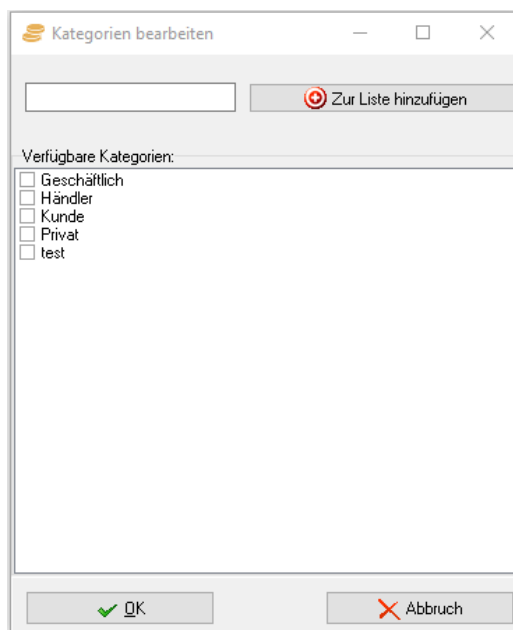 Kategorien bearbeiten
Zur Liste hinzufügen
Verfügbare Kategorien:
Geschäftlich
Händler
Kunde
Privat
test
OK
Abbruch